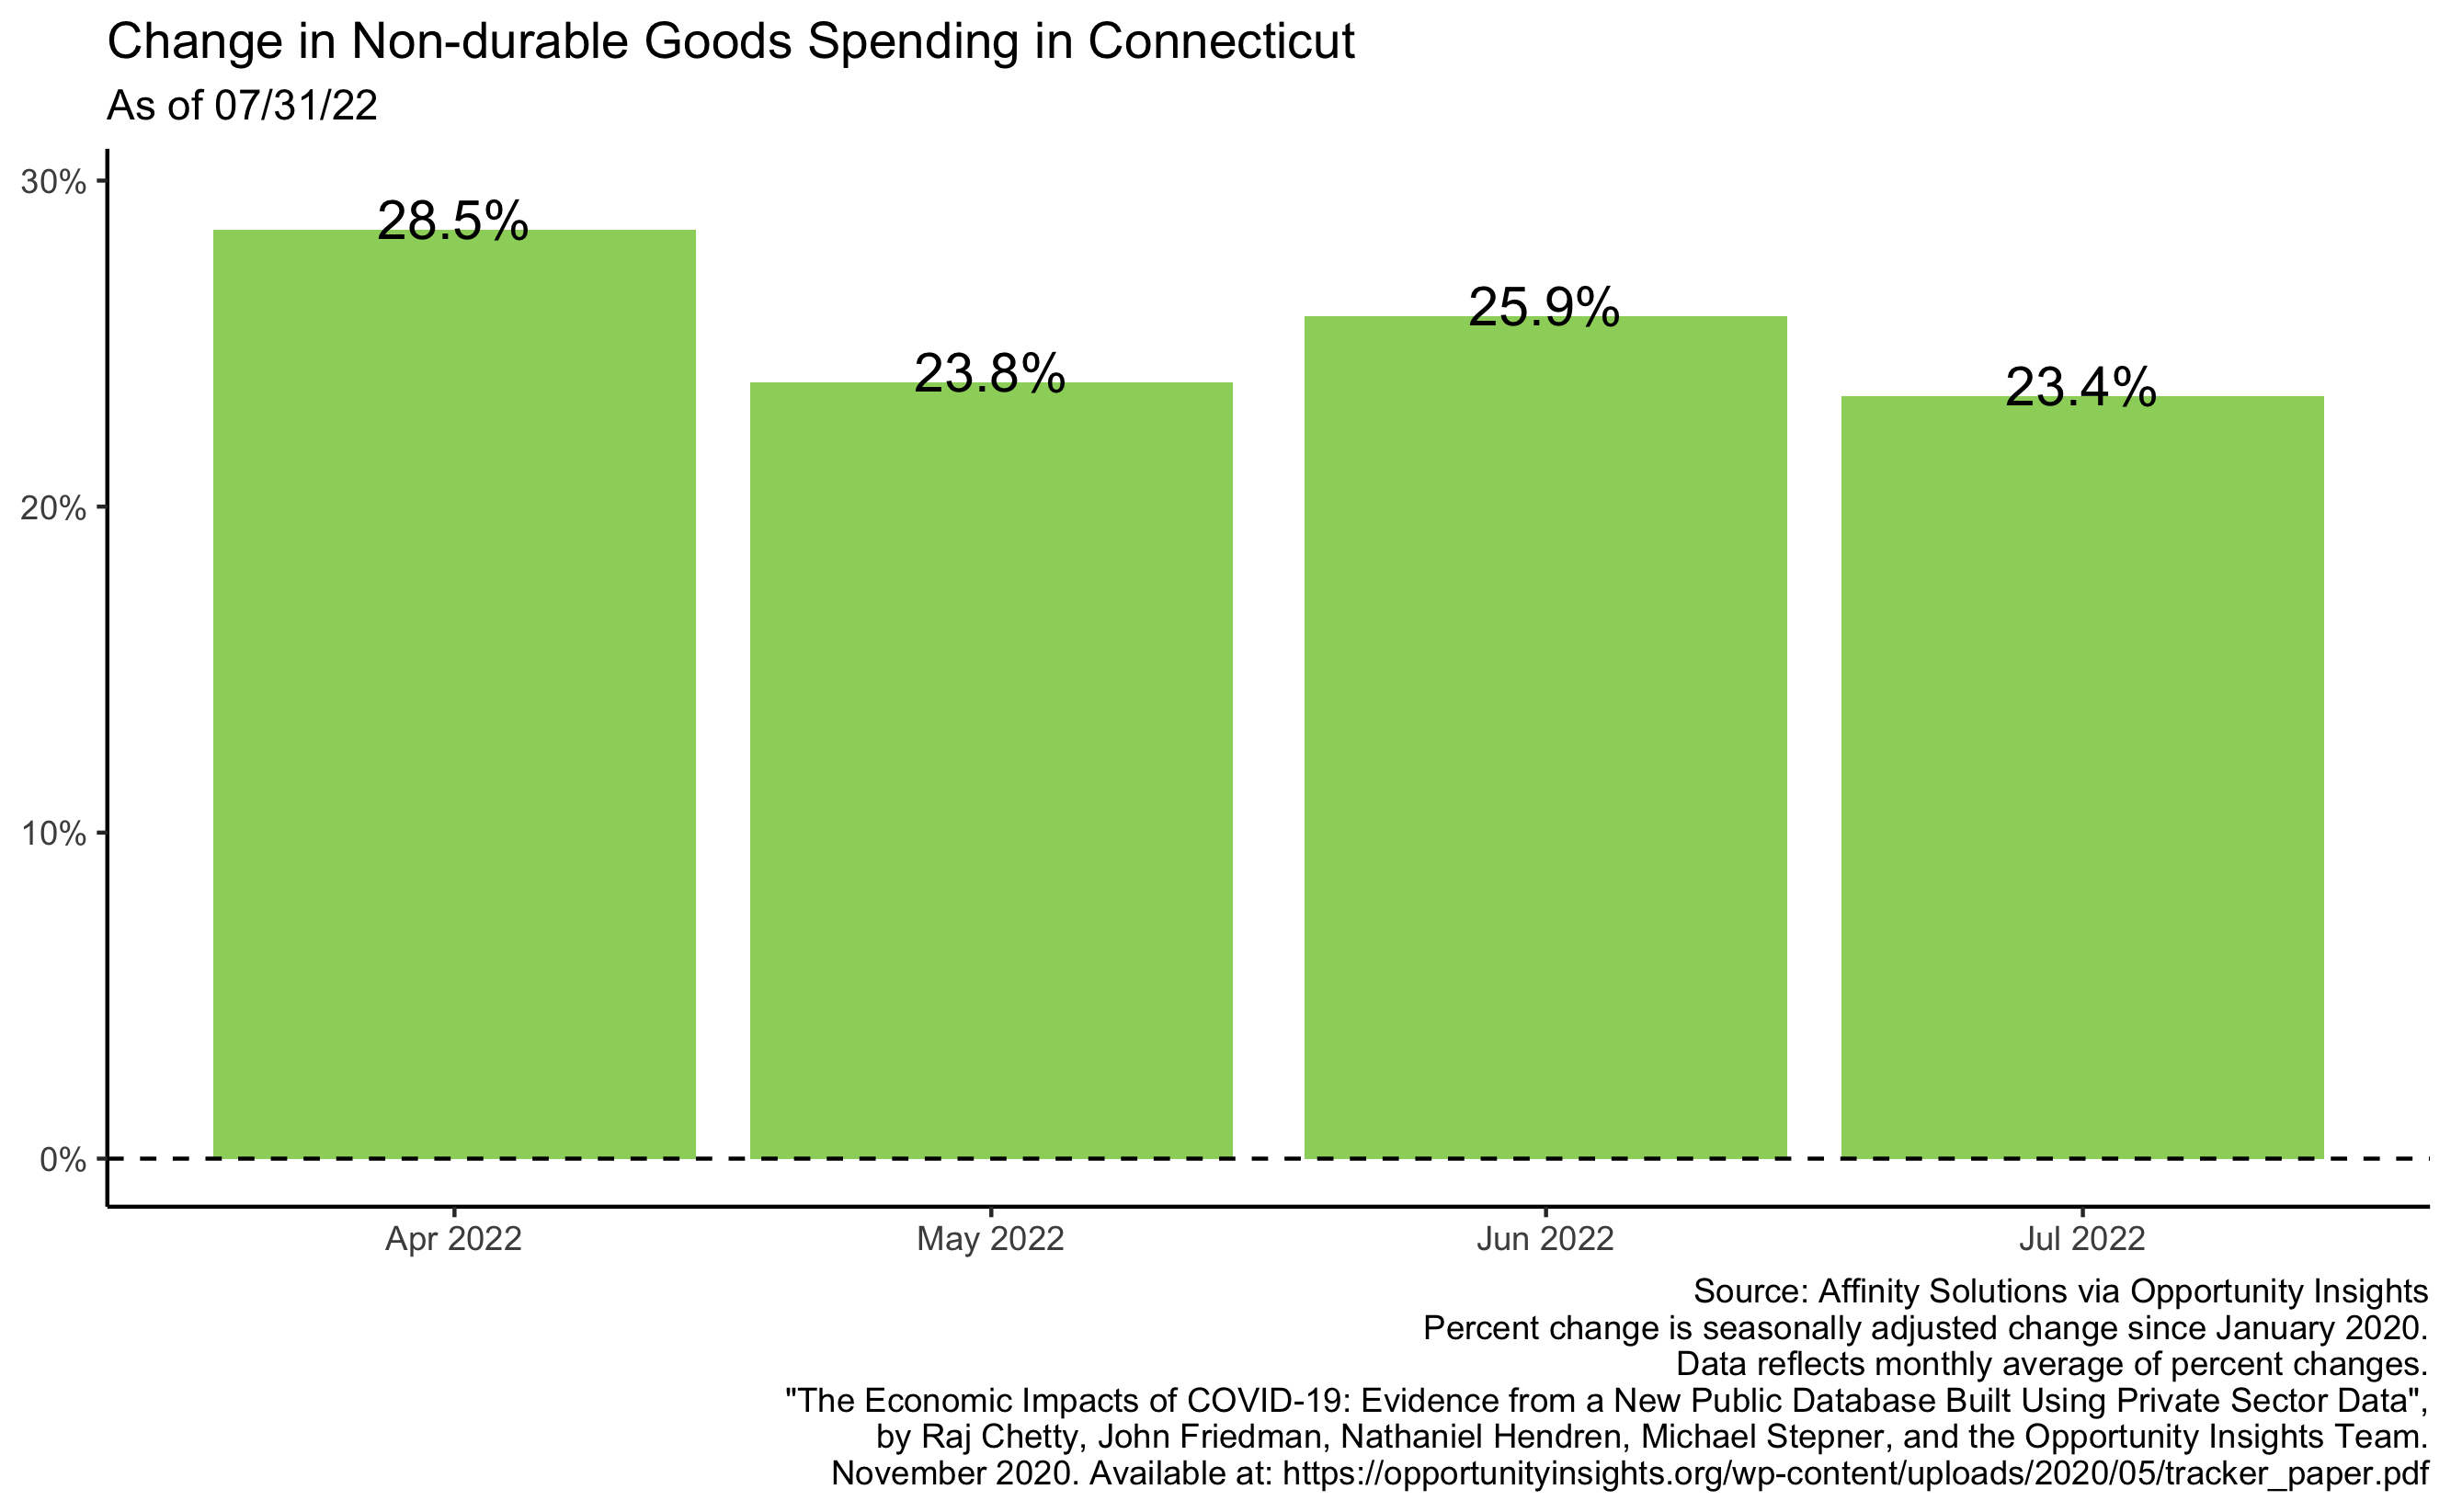 Change in Non-durable Goods Spending in Connecticut
As of 07/31/22
30%
20%
10%
0%
28.5%
23.8%
25.9%
23.4%
Apr 2022
May 2022
Jun 2022
Jul 2022
Source: Affinity Solutions via Opportunity Insights
Percent change is seasonally adjusted change since January 2020.
Data reflects monthly average of percent changes.
"The Economic Impacts of COVID-19: Evidence from a New Public Database Built Using Private Sector Data",
by Raj Chetty, John Friedman, Nathaniel Hendren, Michael Stepner, and the Opportunity Insights Team.
November 2020. Available at: https://opportunityinsights.org/wp-content/uploads/2020/05/tracker_paper.pdf